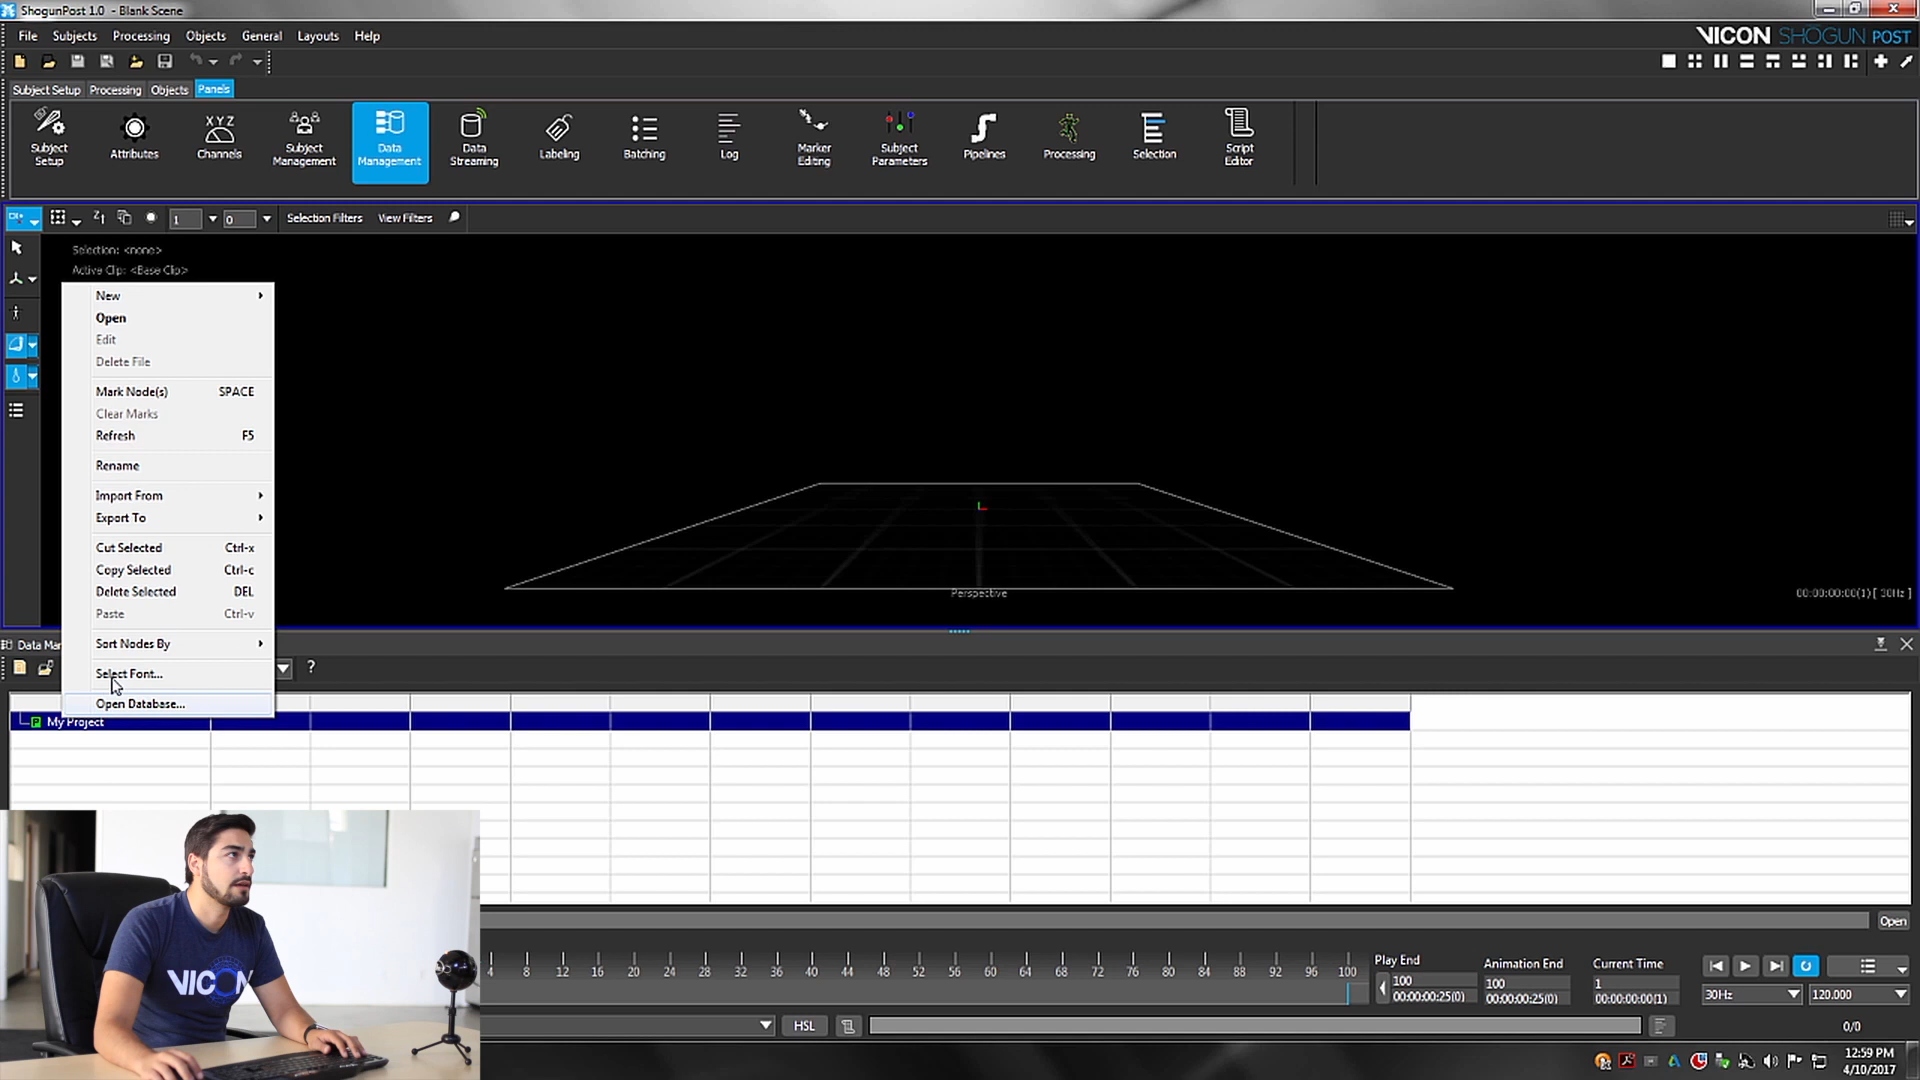 ShogunPost 1.0 - Blank Scene
File Subjects Processing Objects General Layouts Help
VICON SHOGUN POST
Subject Setup Processing Objects Panels
Subject Setup
Attributes
Channels
Subject Management
Data Management
Data Streaming
Labeling
Batching
Log
Marker Editing
Subject Parameters
Pipelines
Processing
Selection
Script Editor
1 0 Selection Filters View Filters
Selection: <none>
Active Clip: <Base Clip>
New
Open
Edit
Delete File
Mark Node(s) SPACE
Clear Marks
Refresh F5
Rename
Import From
Export To
Cut Selected Ctrl-x
Copy Selected Ctrl-c
Delete Selected DEL
Paste Ctrl-v
Sort Nodes By
Select Font...
Open Database...
Perspective
00:00:00:00(1) [ 30Hz ]
Data Mar
?
P My Project
Open
4 8 12 16 20 24 28 32 36 40 44 48 52 56 60 64 68 72 76 80 84 88 92 96 100
Play End
100
00:00:00:25(0)
Animation End
100
00:00:00:25(0)
Current Time
1
00:00:00:00(1)
30Hz 120.000
HSL
0/0
VICON
12:59 PM
4/10/2017